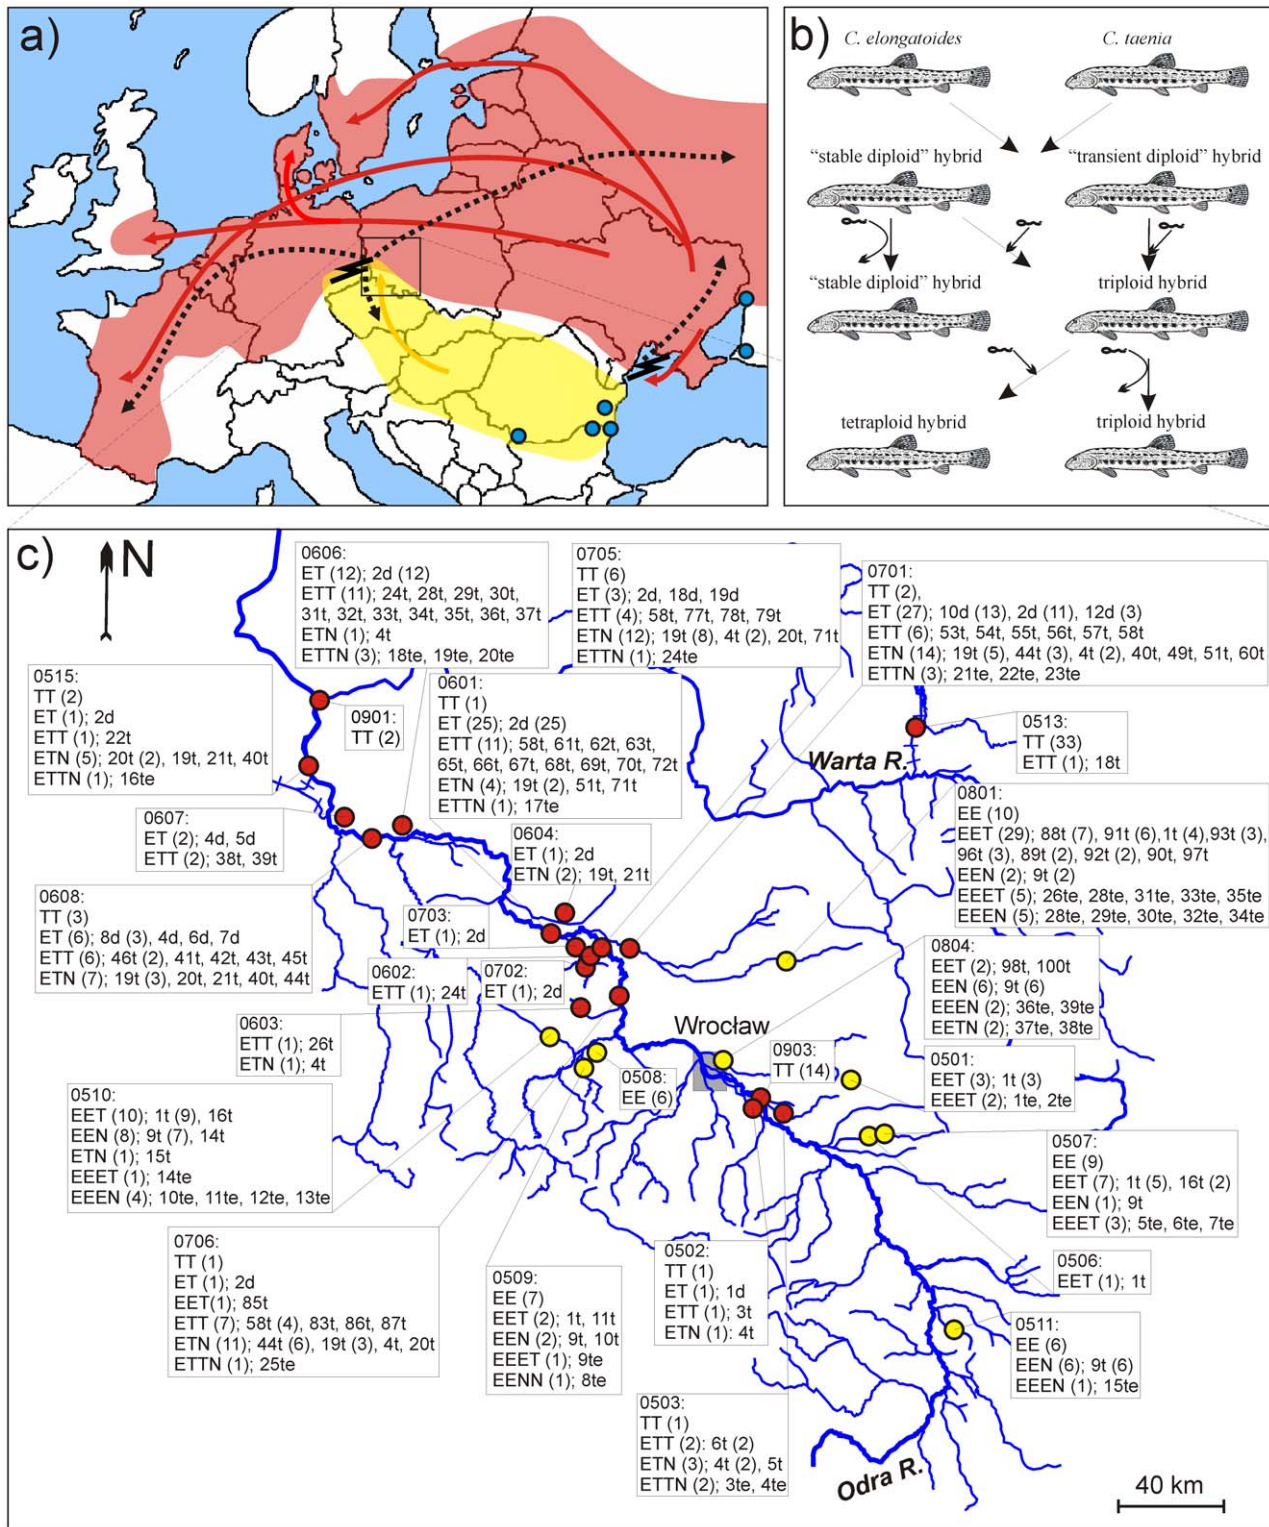 a)
b)
C. elongatoides
C. taenia
“stable diploid” hybrid
“transient diploid” hybrid
“stable diploid” hybrid
triploid hybrid
tetraploid hybrid
triploid hybrid
c)
N
0606:
ET (12); 2d (12)
ETT (11); 24t, 28t, 29t, 30t,
31t, 32t, 33t, 34t, 35t, 36t, 37t
ETN (1); 4t
ETTN (3); 18te, 19te, 20te
0705:
TT (6)
ET (3); 2d, 18d, 19d
ETT (4); 58t, 77t, 78t, 79t
ETN (12); 19t (8), 4t (2), 20t, 71t
ETTN (1); 24te
0701:
TT (2),
ET (27); 10d (13), 2d (11), 12d (3)
ETT (6); 53t, 54t, 55t, 56t, 57t, 58t
ETN (14); 19t (5), 44t (3), 4t (2), 40t, 49t, 51t, 60t
ETTN (3); 21te, 22te, 23te
0515:
TT (2)
ET (1); 2d
ETT (1); 22t
ETN (5); 20t (2), 19t, 21t, 40t
ETTN (1); 16te
0901:
TT (2)
0601:
TT (1)
ET (25); 2d (25)
ETT (11); 58t, 61t, 62t, 63t,
65t, 66t, 67t, 68t, 69t, 70t, 72t
ETN (4); 19t (2), 51t, 71t
ETTN (1); 17te
0513:
TT (33)
ETT (1); 18t
Warta R.
0801:
EE (10)
EET (29); 88t (7), 91t (6),1t (4),93t (3),
96t (3), 89t (2), 92t (2), 90t, 97t
EEN (2); 9t (2)
EEET (5); 26te, 28te, 31te, 33te, 35te
EEEN (5); 28te, 29te, 30te, 32te, 34te
0607:
ET (2); 4d, 5d
ETT (2); 38t, 39t
0604:
ET (1); 2d
ETN (2); 19t, 21t
0608:
TT (3)
ET (6); 8d (3), 4d, 6d, 7d
ETT (6); 46t (2), 41t, 42t, 43t, 45t
ETN (7); 19t (3), 20t, 21t, 40t, 44t
0703:
ET (1); 2d
0602:
ETT (1); 24t
0702:
ET (1); 2d
0804:
EET (2); 98t, 100t
EEN (6); 9t (6)
EEEN (2); 36te, 39te
EETN (2); 37te, 38te
0603:
ETT (1); 26t
ETN (1); 4t
Wrocław
0903:
TT (14)
0501:
EET (3); 1t (3)
EEET (2); 1te, 2te
0508:
EE (6)
0510:
EET (10); 1t (9), 16t
EEN (8); 9t (7), 14t
ETN (1); 15t
EEET (1); 14te
EEEN (4); 10te, 11te, 12te, 13te
0507:
EE (9)
EET (7); 1t (5), 16t (2)
EEN (1); 9t
EEET (3); 5te, 6te, 7te
0706:
TT (1)
ET (1); 2d
EET(1); 85t
ETT (7); 58t (4), 83t, 86t, 87t
ETN (11); 44t (6), 19t (3), 4t, 20t
ETTN (1); 25te
0509:
EE (7)
EET (2); 1t, 11t
EEN (2); 9t, 10t
EEET (1); 9te
EENN (1); 8te
0502:
TT (1)
ET (1); 1d
ETT (1); 3t
ETN (1): 4t
0506:
EET (1); 1t
0511:
EE (6)
EEN (6); 9t (6)
EEEN (1); 15te
0503:
TT (1)
ETT (2): 6t (2)
ETN (3); 4t (2), 5t
ETTN (2); 3te, 4te
Odra R.
40 km